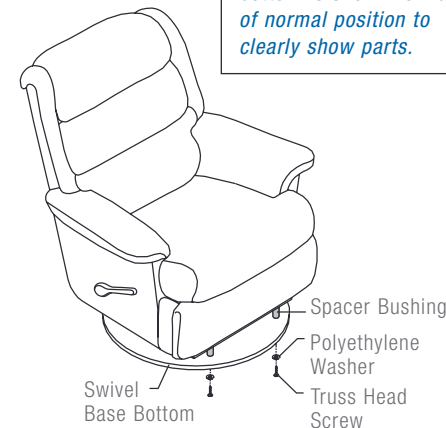 of normal position to
clearly show parts.
Spacer Bushing
Polyethylene
Washer
Truss Head
Screw
Swivel
Base Bottom